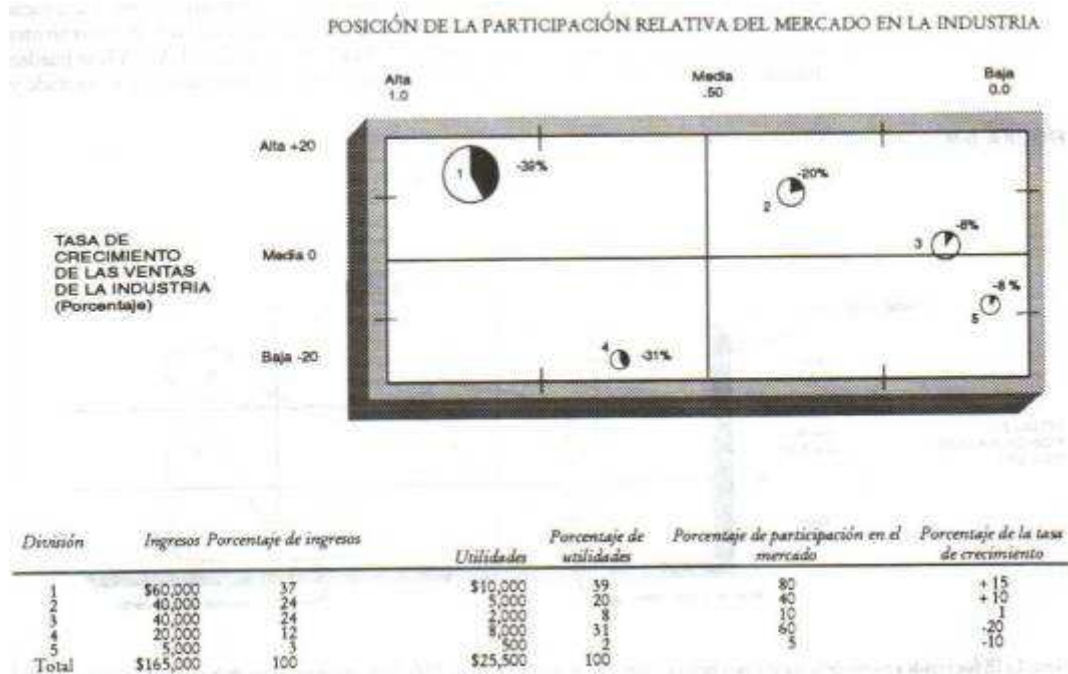 POSICIÓN DE LA PARTICIPACIÓN RELATIVA DEL MERCADO EN LA INDUSTRIA
Alta Media Baja
1.0 .50 0.0
Alta +20
1 -39%
-20%
2
TASA DE
CRECIMIENTO
DE LAS VENTAS
DE LA INDUSTRIA
(Porcentaje)
Media 0
3 -8%
-8 %
5
Baja -20
4 -31%
División Ingresos Porcentaje de ingresos Utilidades Porcentaje de utilidades Porcentaje de participación en el mercado Porcentaje de la tasa de crecimiento
1 $60,000 37 $10,000 39 80 +15
2 40,000 24 5,000 20 40 +10
3 40,000 24 2,000 8 10 1
4 20,000 12 8,000 31 60 -20
5 5,000 3 500 2 5 -10
Total $165,000 100 $25,500 100